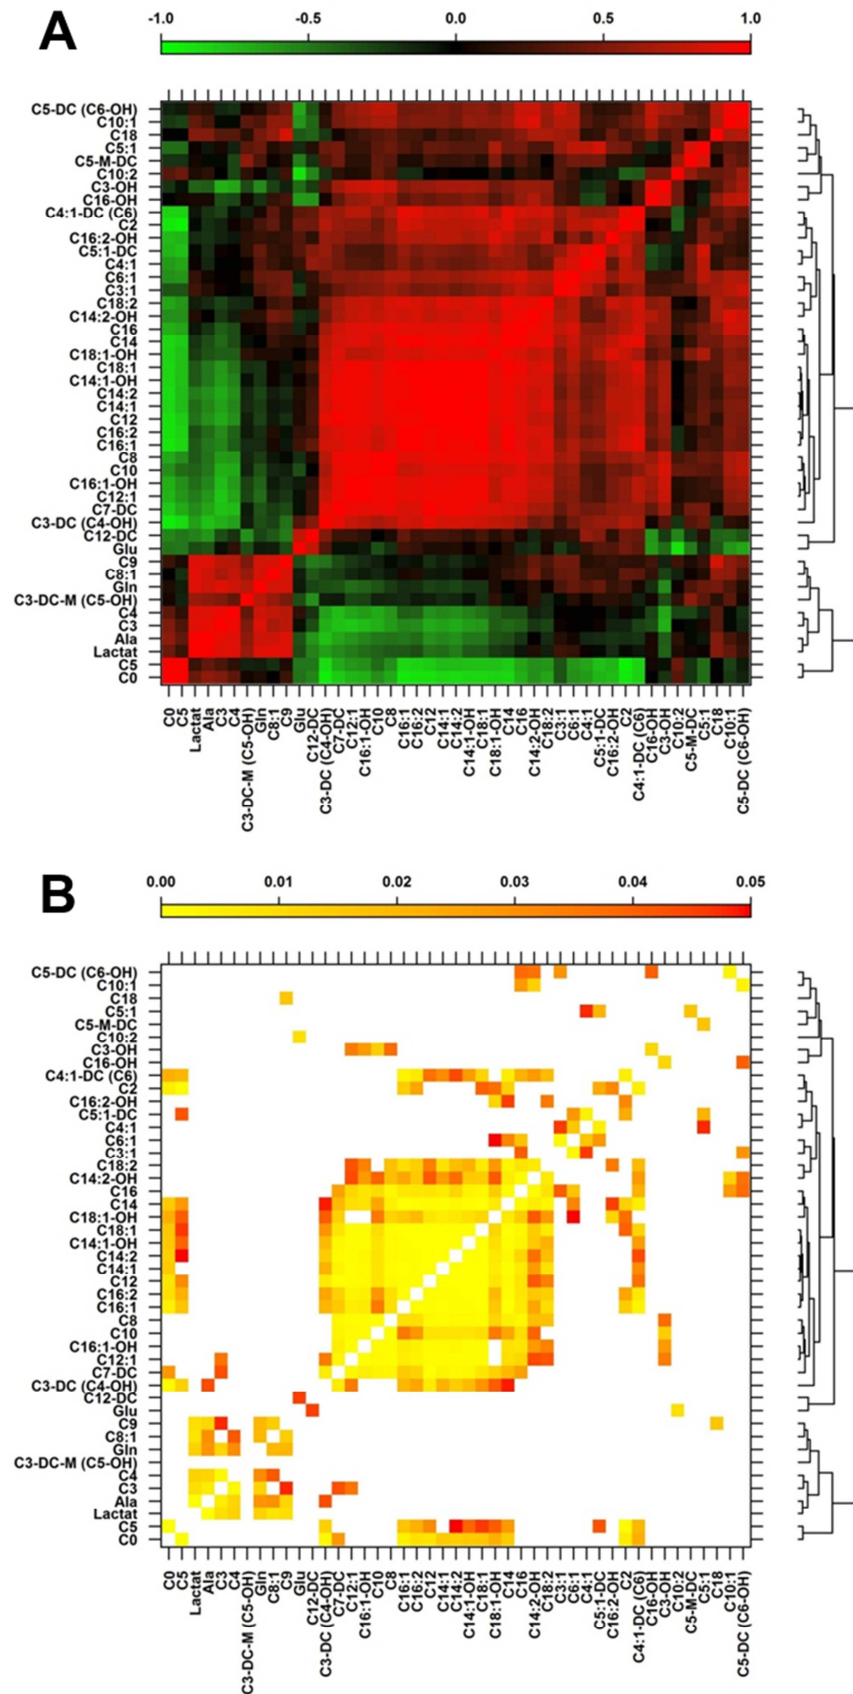 A
-1.0 -0.5 0.0 0.5 1.0
C5-DC (C6-OH)
C10:1
C18
C5:1
C5-M-DC
C10:2
C3-OH
C16-OH
C4:1-DC (C6)
C2
C16:2-OH
C5:1-DC
C4:1
C6:1
C3:1
C18:2
C14:2-OH
C16
C14
C18:1-OH
C18:1
C14:1-OH
C14:2
C14:1
C12
C16:2
C16:1
C8
C10
C16:1-OH
C12:1
C7-DC
C3-DC (C4-OH)
C12-DC
Glu
C9
C8:1
Gln
C3-DC-M (C5-OH)
C4
C3
Ala
Lactat
C5
C0
C0
C5
Lactat
Ala
C3
C4
C3-DC-M (C5-OH)
Gln
C8:1
C9
Glu
C12-DC
C3-DC (C4-OH)
C7-DC
C12:1
C16:1-OH
C10
C8
C16:1
C16:2
C12
C14:1
C14:2
C14:1-OH
C18:1
C18:1-OH
C14
C16
C14:2-OH
C18:2
C3:1
C6:1
C4:1
C5:1-DC
C16:2-OH
C2
C4:1-DC (C6)
C16-OH
C3-OH
C10:2
C5-M-DC
C5:1
C18
C10:1
C5-DC (C6-OH)
B
0.00 0.01 0.02 0.03 0.04 0.05
C5-DC (C6-OH)
C10:1
C18
C5:1
C5-M-DC
C10:2
C3-OH
C16-OH
C4:1-DC (C6)
C2
C16:2-OH
C5:1-DC
C4:1
C6:1
C3:1
C18:2
C14:2-OH
C16
C14
C18:1-OH
C18:1
C14:1-OH
C14:2
C14:1
C12
C16:2
C16:1
C8
C10
C16:1-OH
C12:1
C7-DC
C3-DC (C4-OH)
C12-DC
Glu
C9
C8:1
Gln
C3-DC-M (C5-OH)
C4
C3
Ala
Lactat
C5
C0
C0
C5
Lactat
Ala
C3
C4
C3-DC-M (C5-OH)
Gln
C8:1
C9
Glu
C12-DC
C3-DC (C4-OH)
C7-DC
C12:1
C16:1-OH
C10
C8
C16:1
C16:2
C12
C14:1
C14:2
C14:1-OH
C18:1
C18:1-OH
C14
C16
C14:2-OH
C18:2
C3:1
C6:1
C4:1
C5:1-DC
C16:2-OH
C2
C4:1-DC (C6)
C16-OH
C3-OH
C10:2
C5-M-DC
C5:1
C18
C10:1
C5-DC (C6-OH)